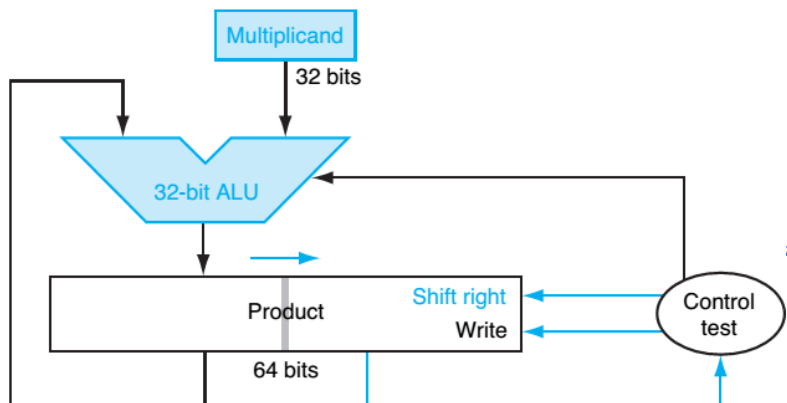 Multiplicand
32 bits
32-bit ALU
Shift right
Product
Write
Control
test
64 bits